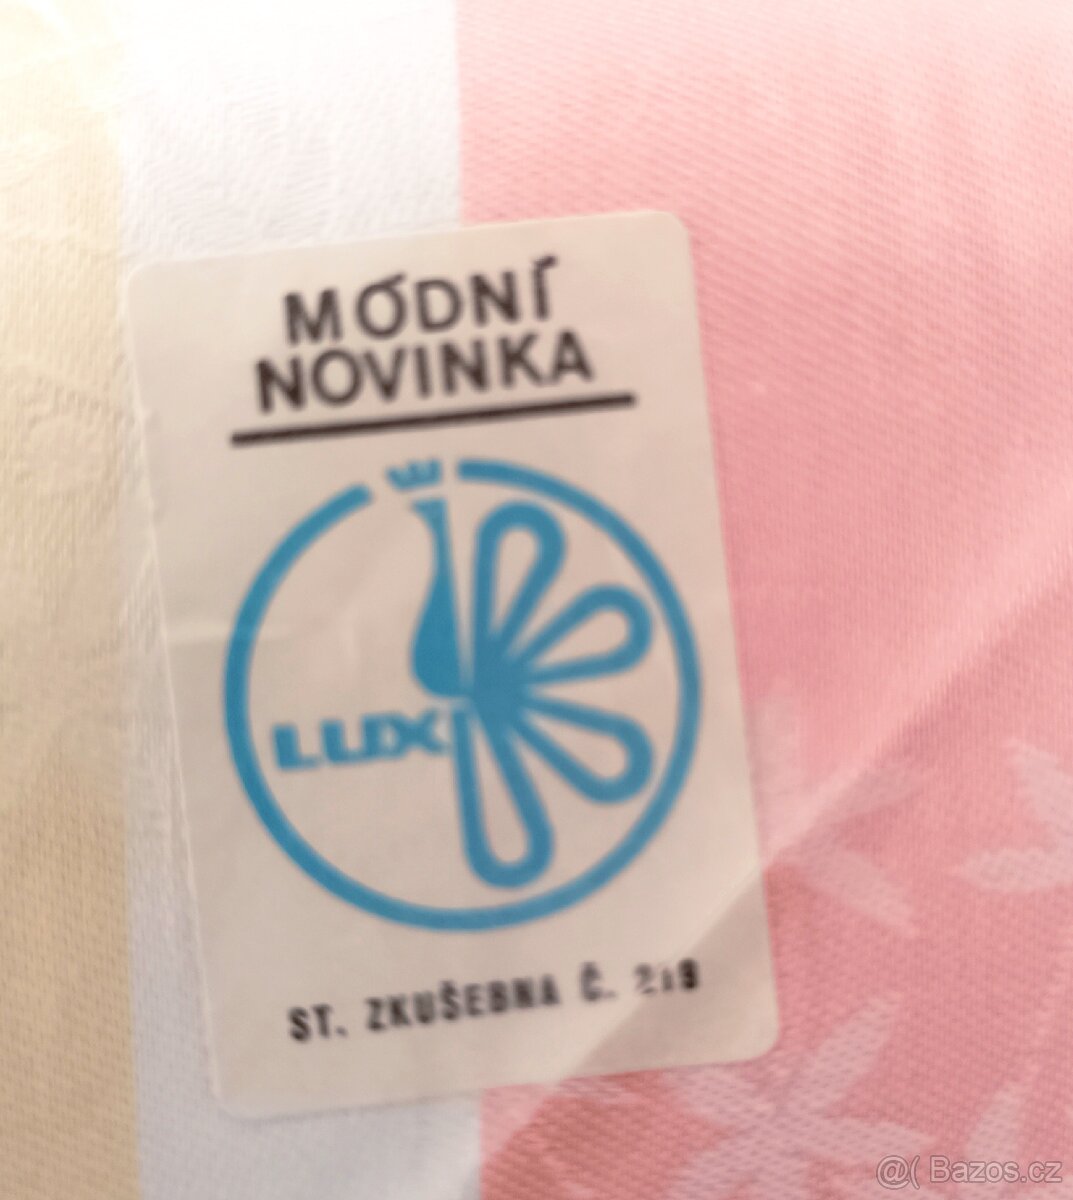 MÓDNÍ
NOVINKA
LUX
ST. ZKUŠEBNA Č.
@( Bazos.cz